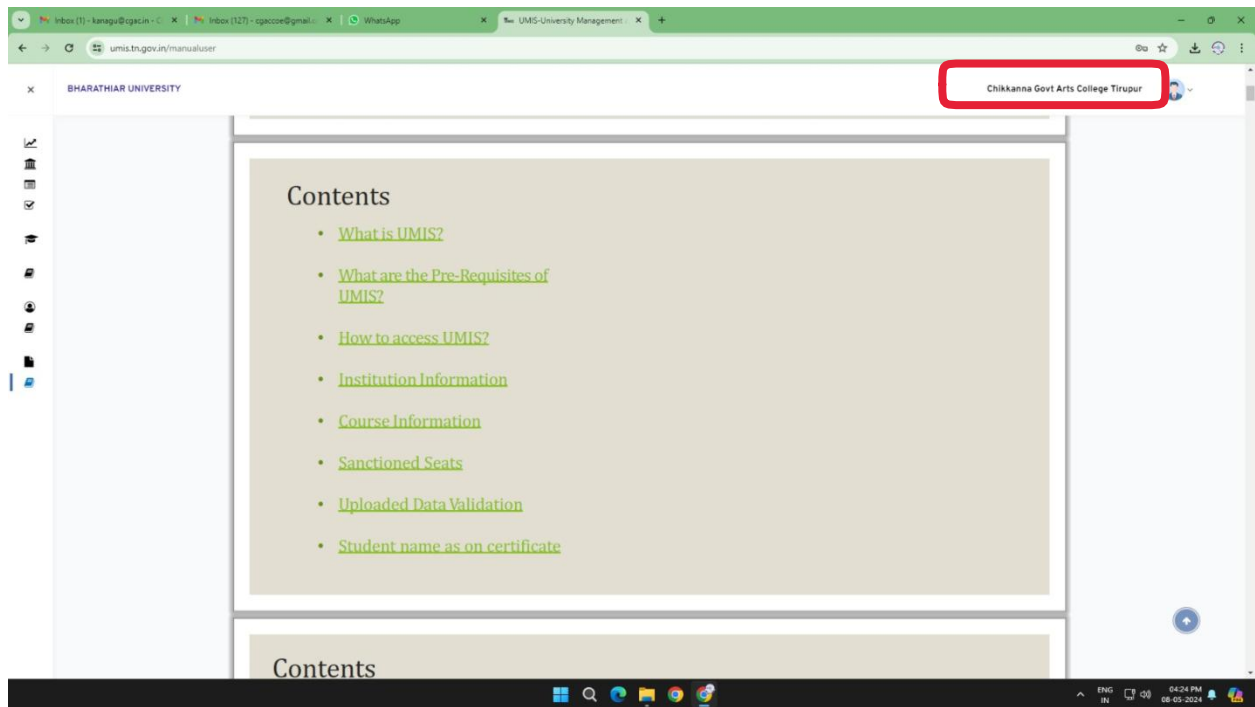 Inbox (1) - kanagu@cgac.in - C
Inbox (127) - cgaccoe@gmail.c
WhatsApp
UMIS-University Management
umis.tn.gov.in/manualuser
BHARATHIAR UNIVERSITY
Chikkanna Govt Arts College Tirupur
Contents
• What is UMIS?
• What are the Pre-Requisites of
UMIS?
• How to access UMIS?
• Institution Information
• Course Information
• Sanctioned Seats
• Uploaded Data Validation
• Student name as on certificate
Contents
ENG
IN
04:24 PM
08-05-2024